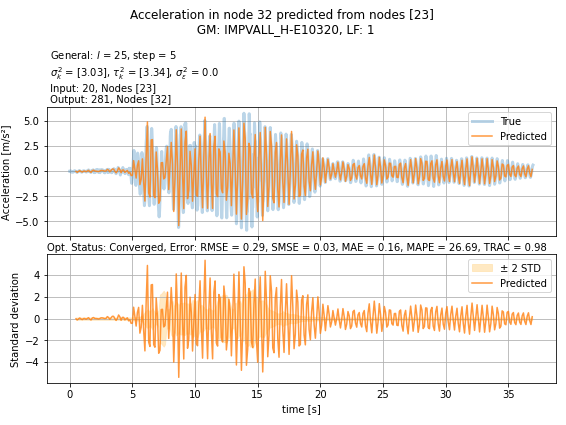 Acceleration in node 32 predicted from nodes [23]
GM: IMPVALL_H-E10320, LF: 1
General: l = 25, step = 5
σ²ₖ = [3.03], τ²ₖ = [3.34], σ²ε = 0.0
Input: 20, Nodes [23]
Output: 281, Nodes [32]
Acceleration [m/s²]
5.0
2.5
0.0
−2.5
−5.0
True
Predicted
Opt. Status: Converged, Error: RMSE = 0.29, SMSE = 0.03, MAE = 0.16, MAPE = 26.69, TRAC = 0.98
Standard deviation
4
2
0
−2
−4
± 2 STD
Predicted
0 5 10 15 20 25 30 35
time [s]